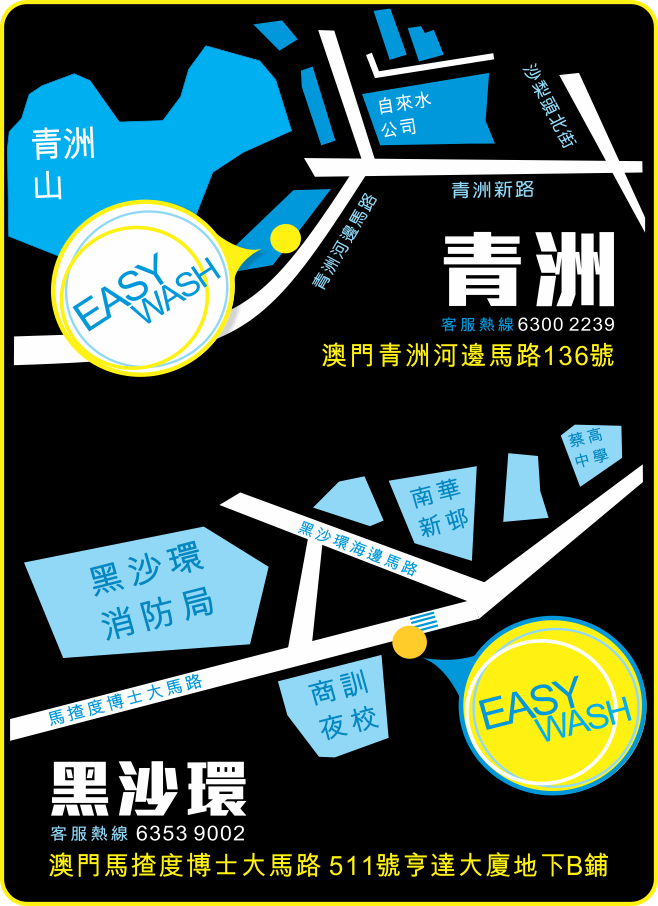 自來水
公司
沙梨頭北街
青洲
山
青洲新路
青洲河邊馬路
EASY
WASH
青洲
客服熱線 6300 2239
澳門青洲河邊馬路136號
蔡高
中學
南華
新邨
黑沙環海邊馬路
黑沙環
消防局
馬揸度博士大馬路
商訓
夜校
EASY
WASH
黑沙環
客服熱線 6353 9002
澳門馬揸度博士大馬路 511號亨達大廈地下B鋪